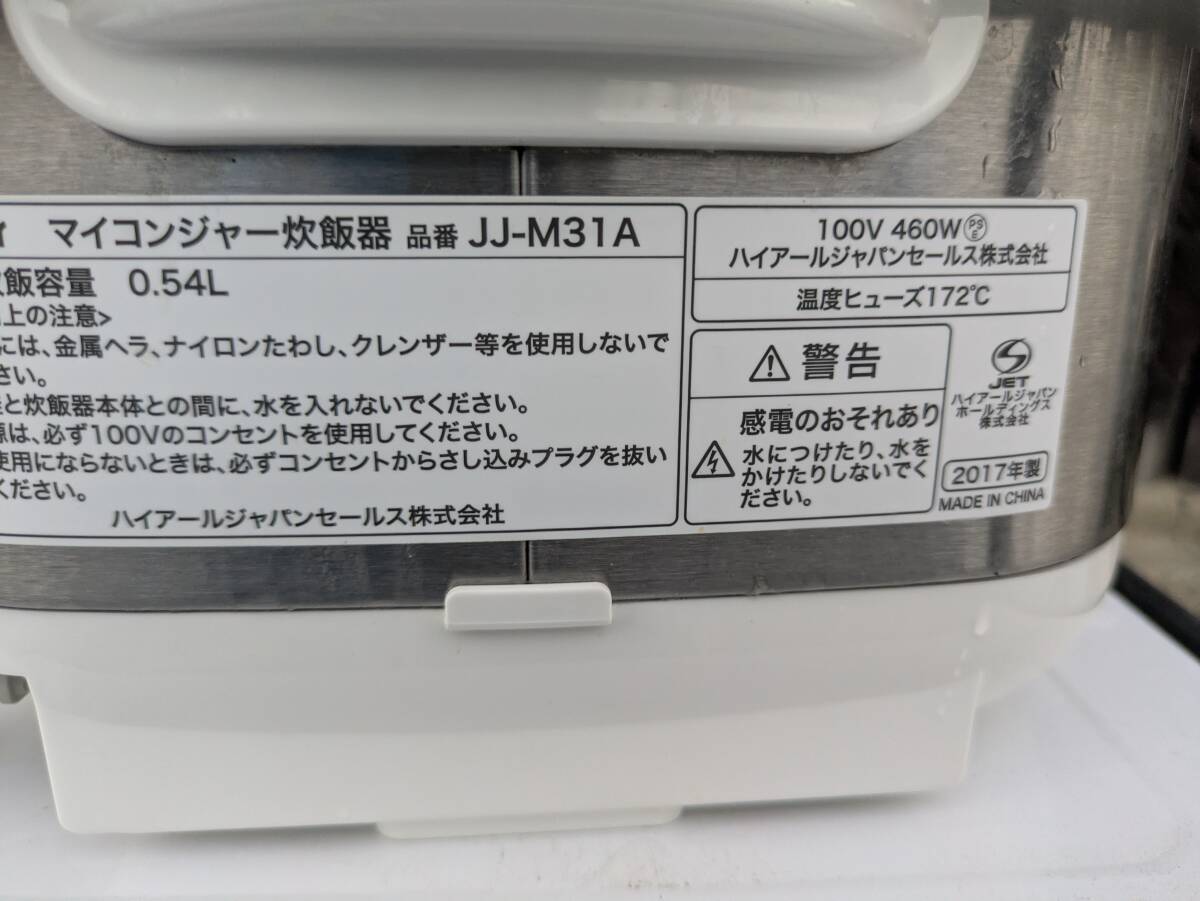 マイコンジャー炊飯器 品番 JJ-M31A
飯容量 0.54L
上の注意>
には、金属ヘラ、ナイロンたわし、クレンザー等を使用しないで
さい。
と炊飯器本体との間に、水を入れないでください。
は、必ず100Vのコンセントを使用してください。
使用にならないときは、必ずコンセントからさし込みプラグを抜い
ください。
ハイアールジャパンセールス株式会社
100V 460W PSE
ハイアールジャパンセールス株式会社
温度ヒューズ172℃
警告
感電のおそれあり
水につけたり、水を
かけたりしないでく
ださい。
JET
ハイアールジャパン
ホールディングス
株式会社
2017年製
MADE IN CHINA